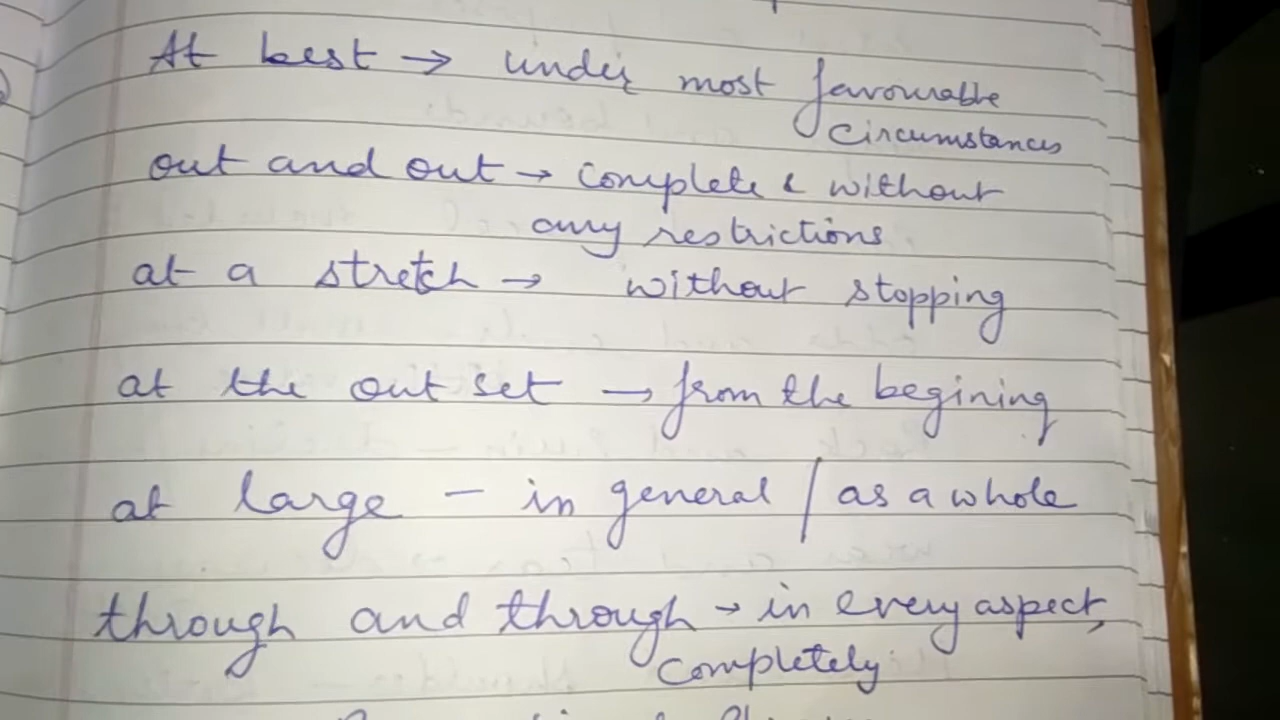 At best → under most favourable
circumstances
out and out → complete & without
any restrictions.
at a stretch → without stopping
at the out set → from the begining
at large - in general / as a whole
through and through → in every aspect,
completely